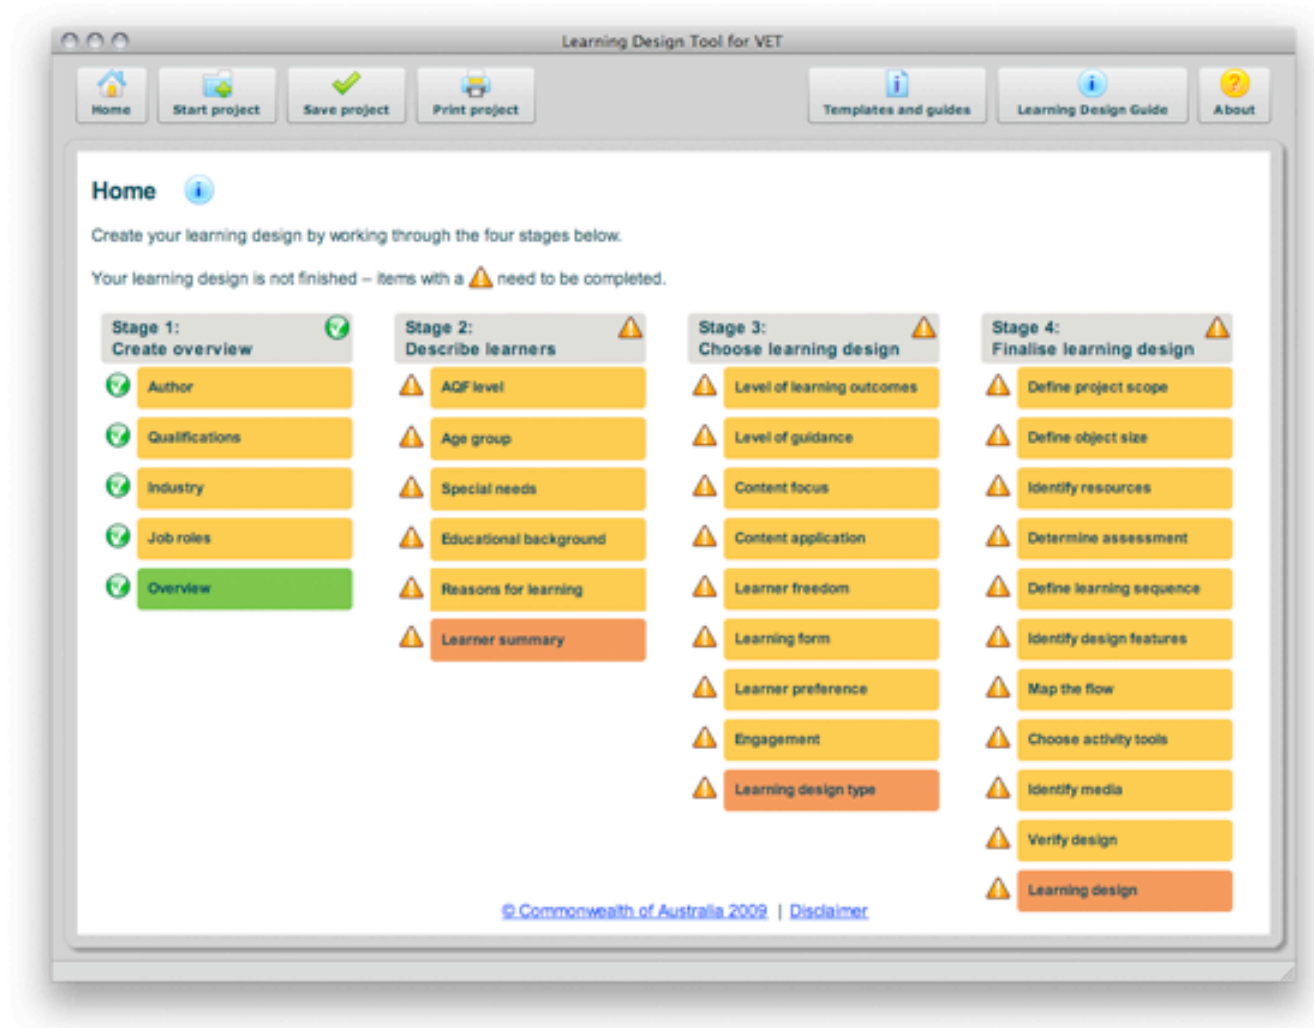 Learning Design Tool for VET
Home
Start project
Save project
Print project
Templates and guides
Learning Design Guide
About
Home
Create your learning design by working through the four stages below.
Your learning design is not finished – items with a need to be completed.
Stage 1:
Create overview
Author
Qualifications
Industry
Job roles
Overview
Stage 2:
Describe learners
AQF level
Age group
Special needs
Educational background
Reasons for learning
Learner summary
Stage 3:
Choose learning design
Level of learning outcomes
Level of guidance
Content focus
Content application
Learner freedom
Learning form
Learner preference
Engagement
Learning design type
Stage 4:
Finalise learning design
Define project scope
Define object size
Identify resources
Determine assessment
Define learning sequence
Identify design features
Map the flow
Choose activity tools
Identify media
Verify design
Learning design
© Commonwealth of Australia 2009 | Disclaimer